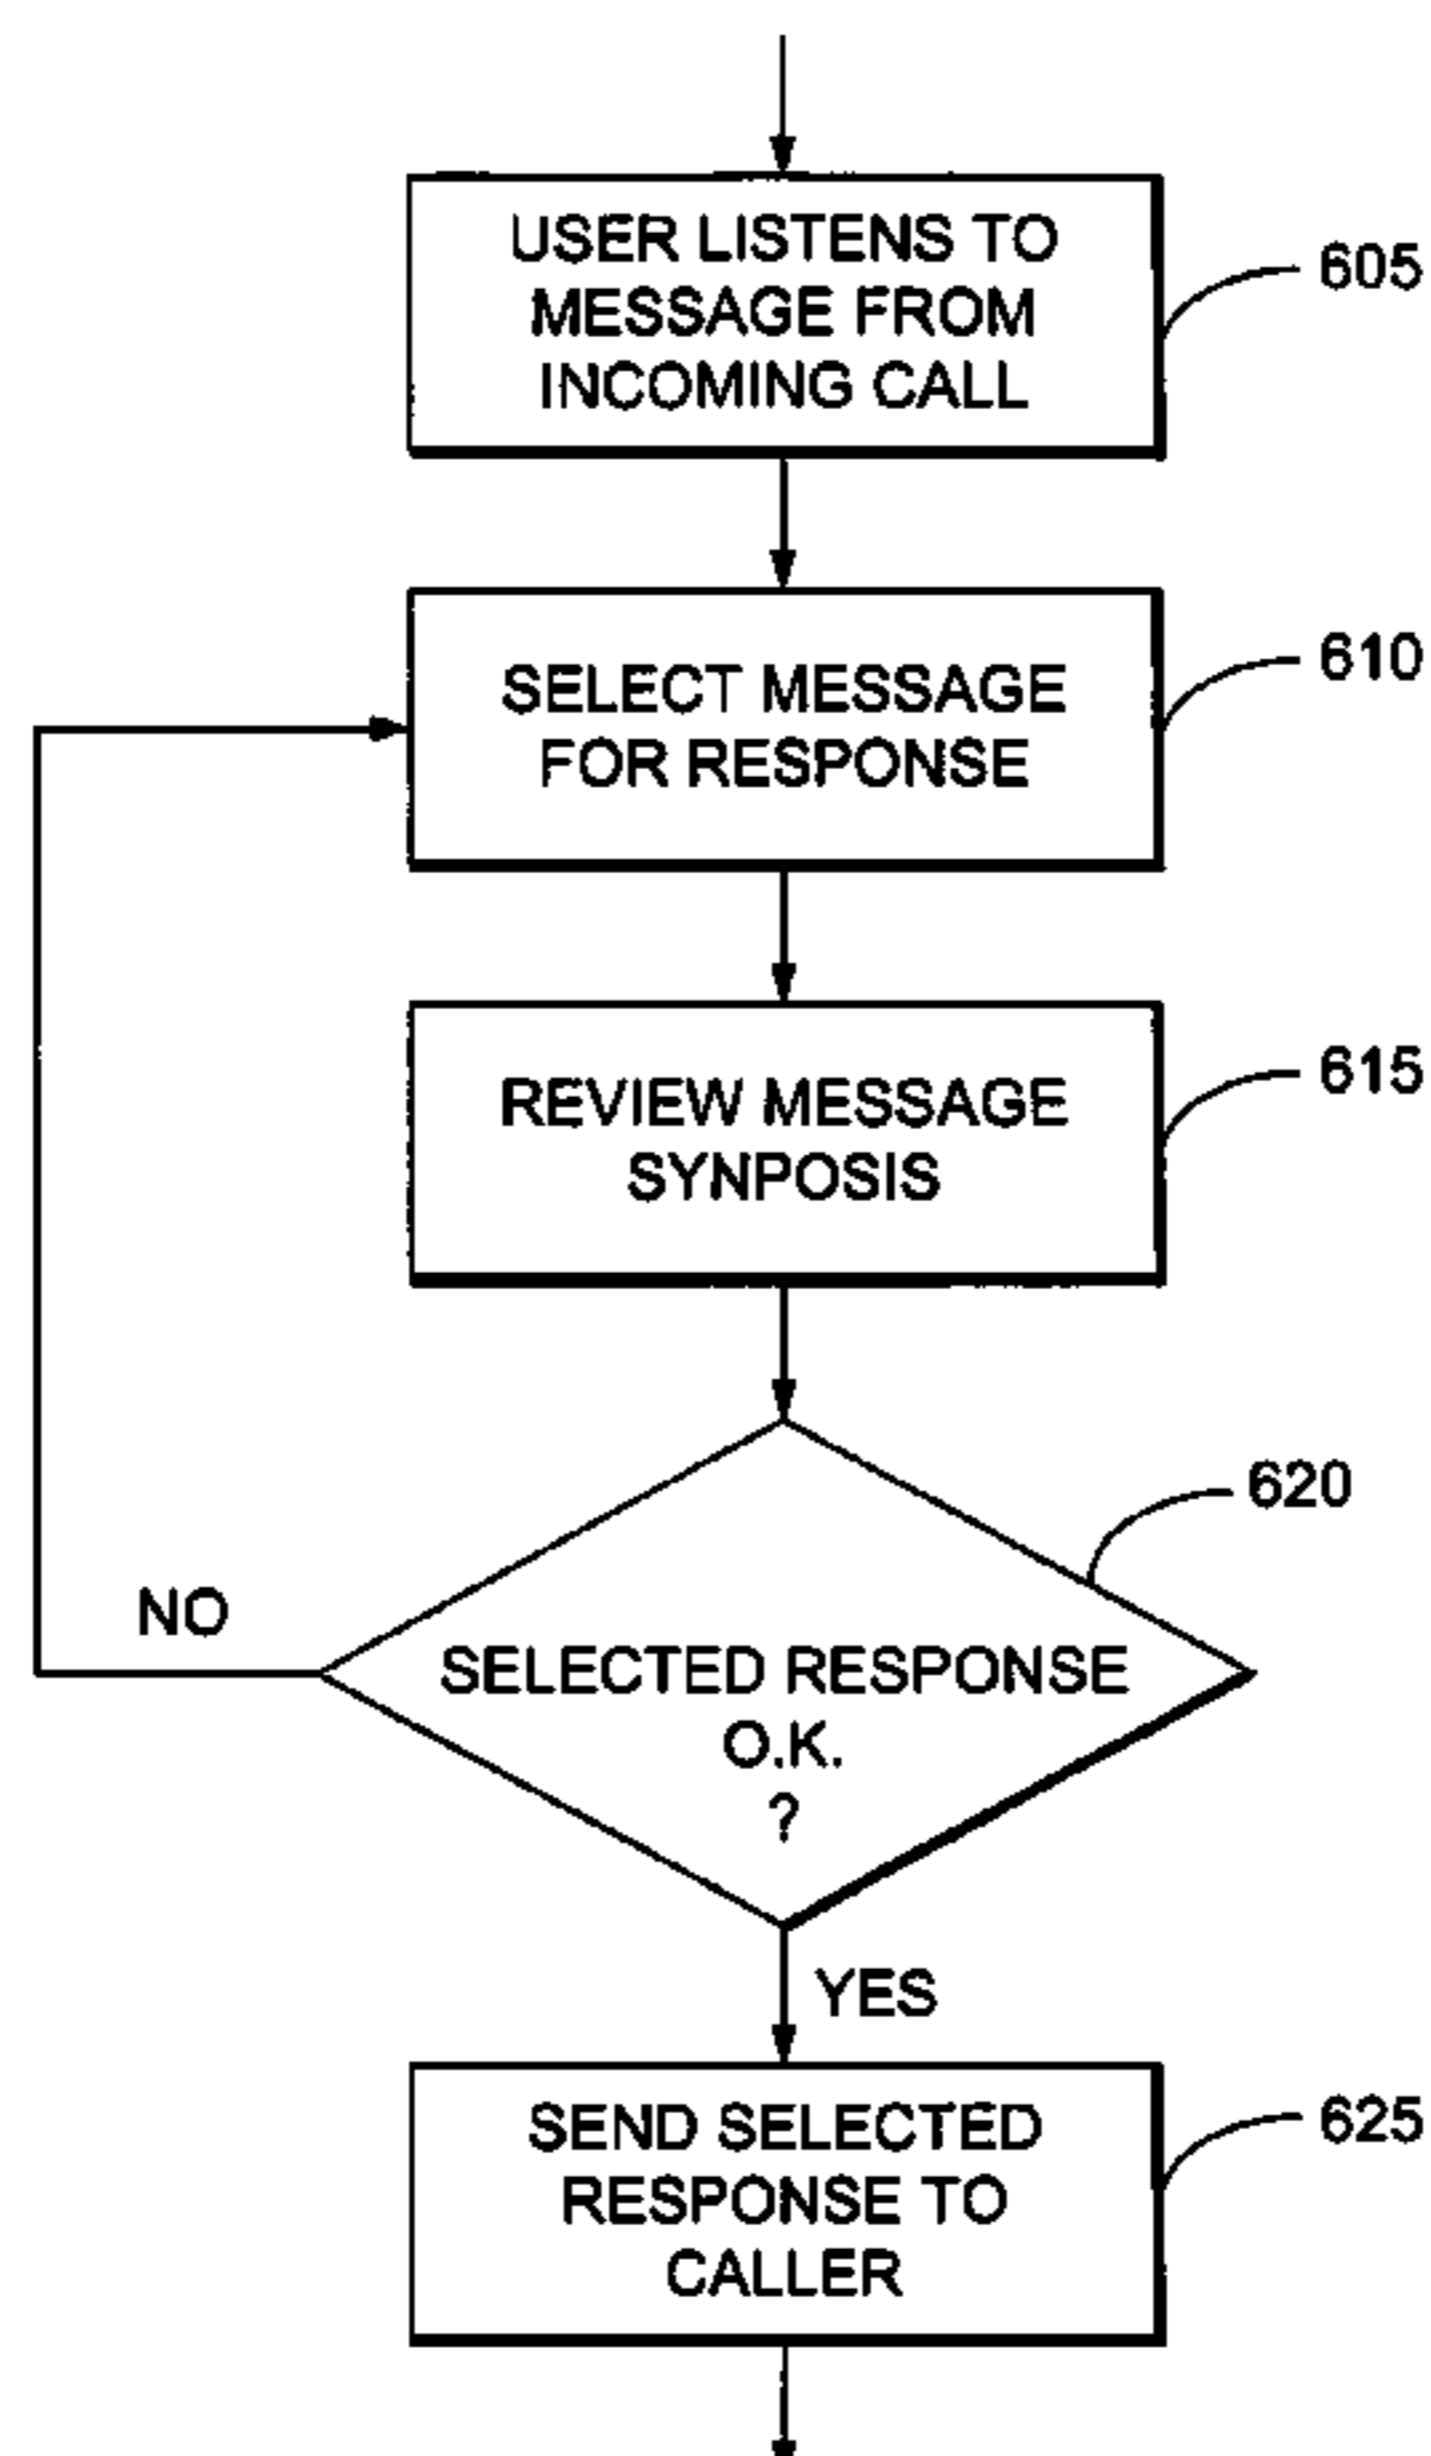 USER LISTENS TO
MESSAGE FROM
INCOMING CALL
605
SELECT MESSAGE
FOR RESPONSE
610
REVIEW MESSAGE
SYNPOSIS
615
620
NO
SELECTED RESPONSE
O.K.
?
YES
SEND SELECTED
RESPONSE TO
CALLER
625